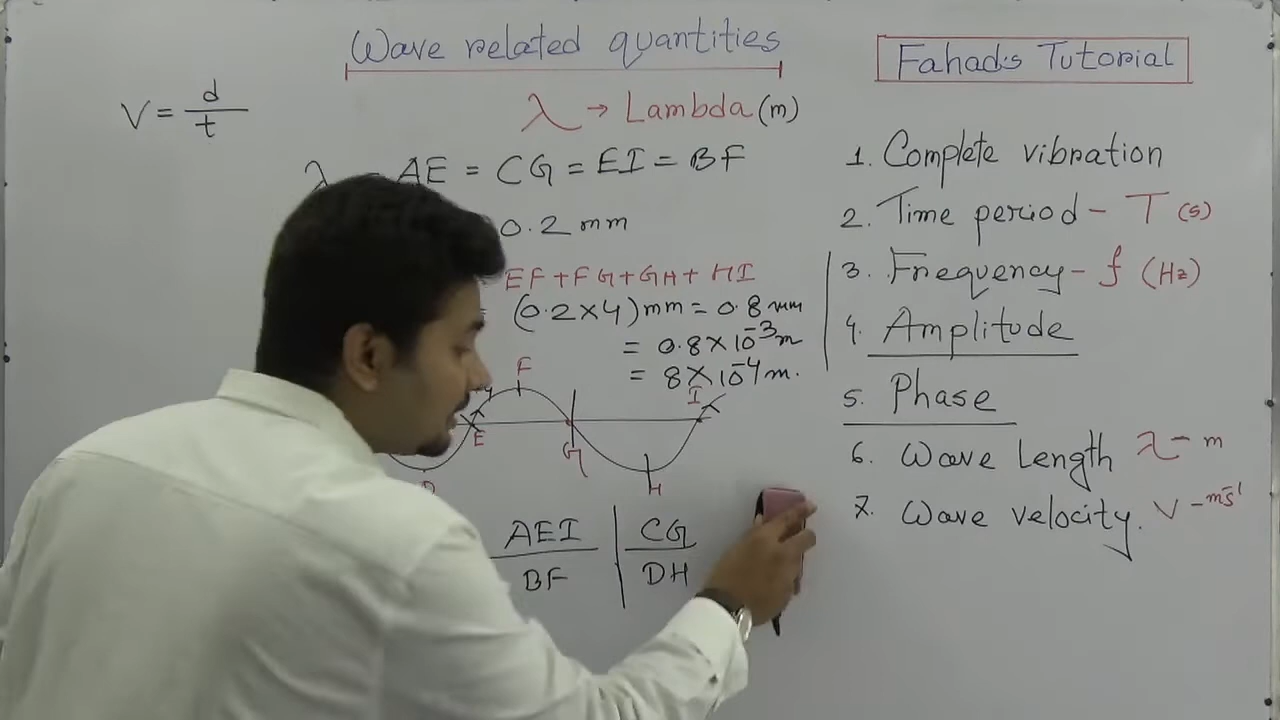 Wave related quantities
Fahad's Tutorial
V = d/t
λ → Lambda (m)
λ = AE = CG = EI = BF
0.2 mm
EF + FG + GH + HI
= (0.2×4) mm = 0.8 mm
= 0.8×10⁻³ m
= 8×10⁻⁴ m.
F
I
E
G
H
D
AEI | CG
BF | DH
1. Complete vibration
2. Time period - T (s)
3. Frequency - f (Hz)
4. Amplitude
5. Phase
6. Wave Length λ - m
7. Wave velocity. V - ms⁻¹